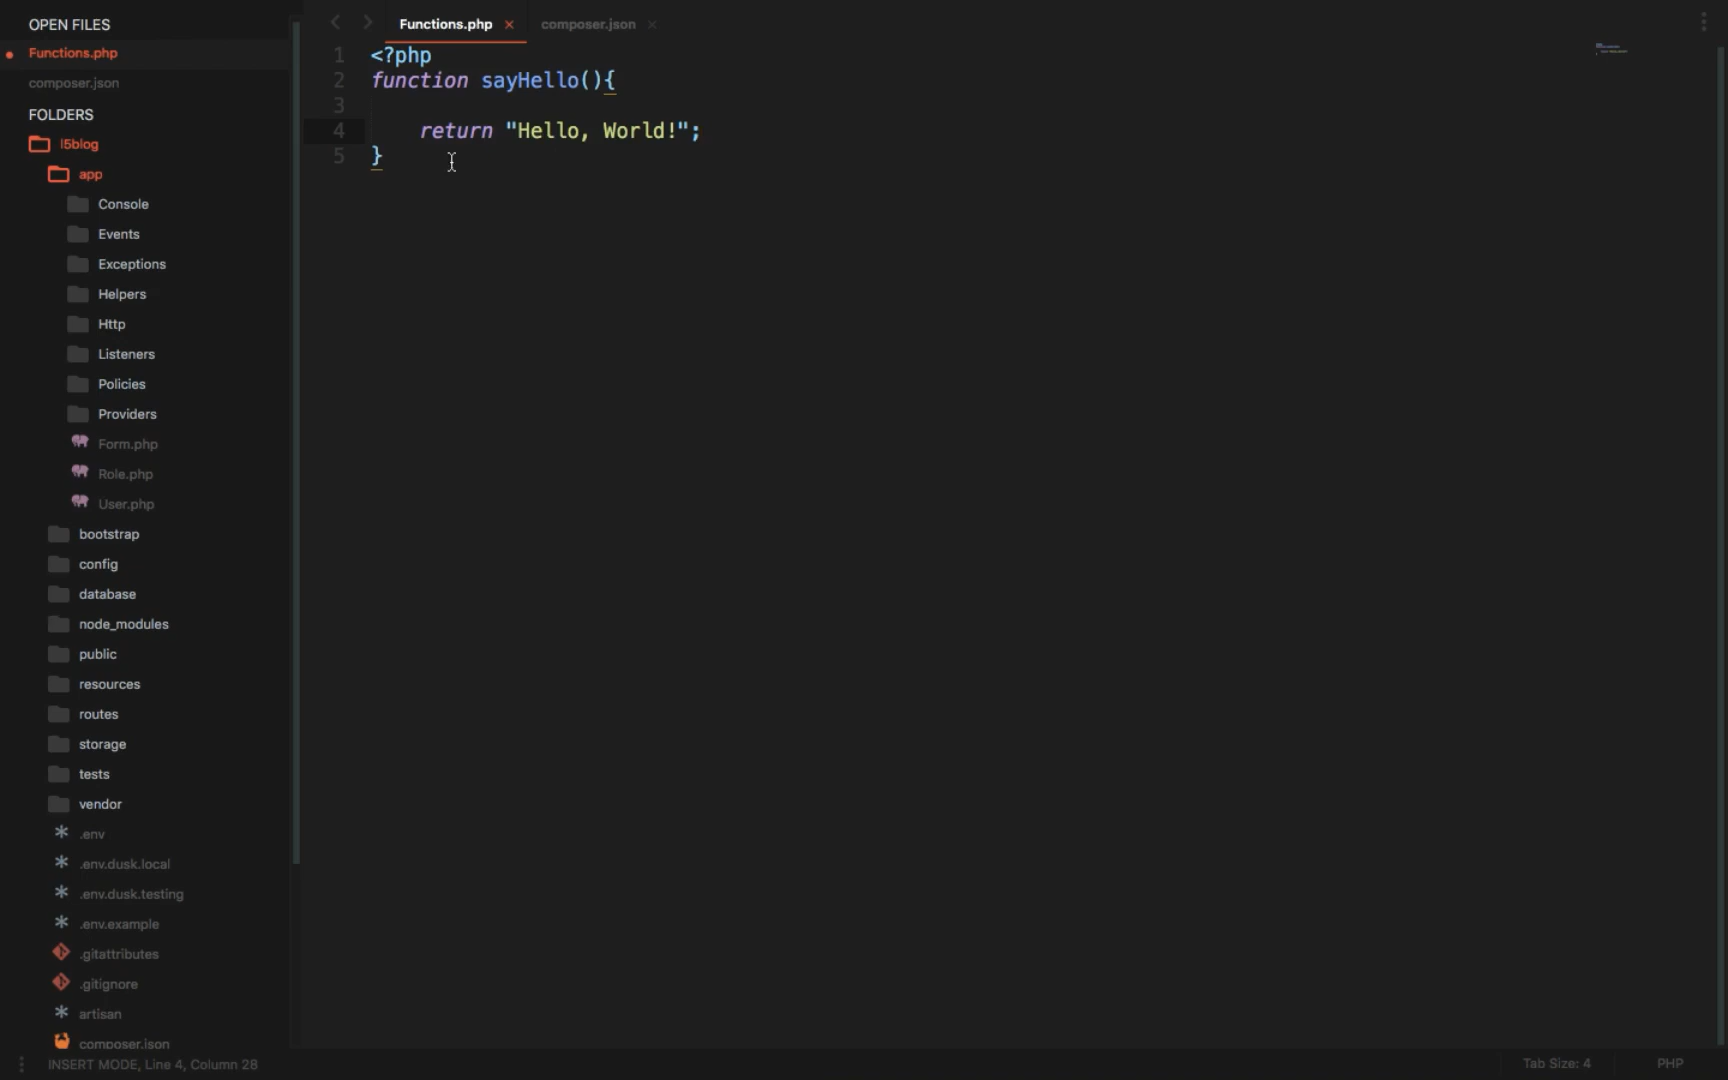 OPEN FILES
Functions.php
composer.json
FOLDERS
l5blog
app
Console
Events
Exceptions
Helpers
Http
Listeners
Policies
Providers
Form.php
Role.php
User.php
bootstrap
config
database
node_modules
public
resources
routes
storage
tests
vendor
.env
.env.dusk.local
.env.dusk.testing
.env.example
.gitattributes
.gitignore
artisan
composer.json
Functions.php × composer.json ×
1 <?php
2 function sayHello(){
3
4 return "Hello, World!";
5 }
INSERT MODE, Line 4, Column 28
Tab Size: 4 PHP